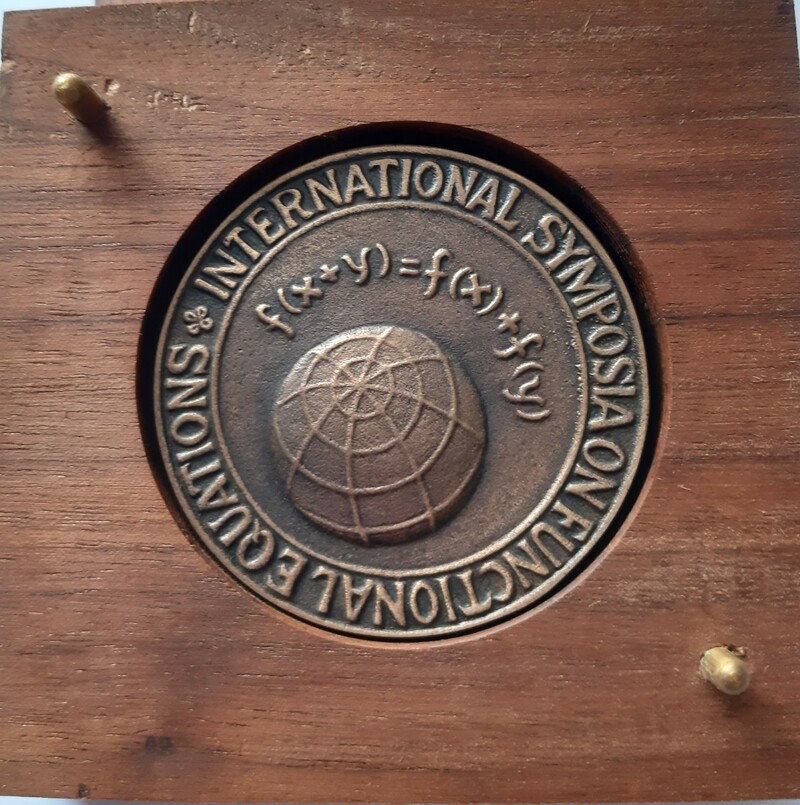 INTERNATIONAL SYMPOSIA ON FUNCTIONAL EQUATIONS
f(x+y)=f(x)+f(y)